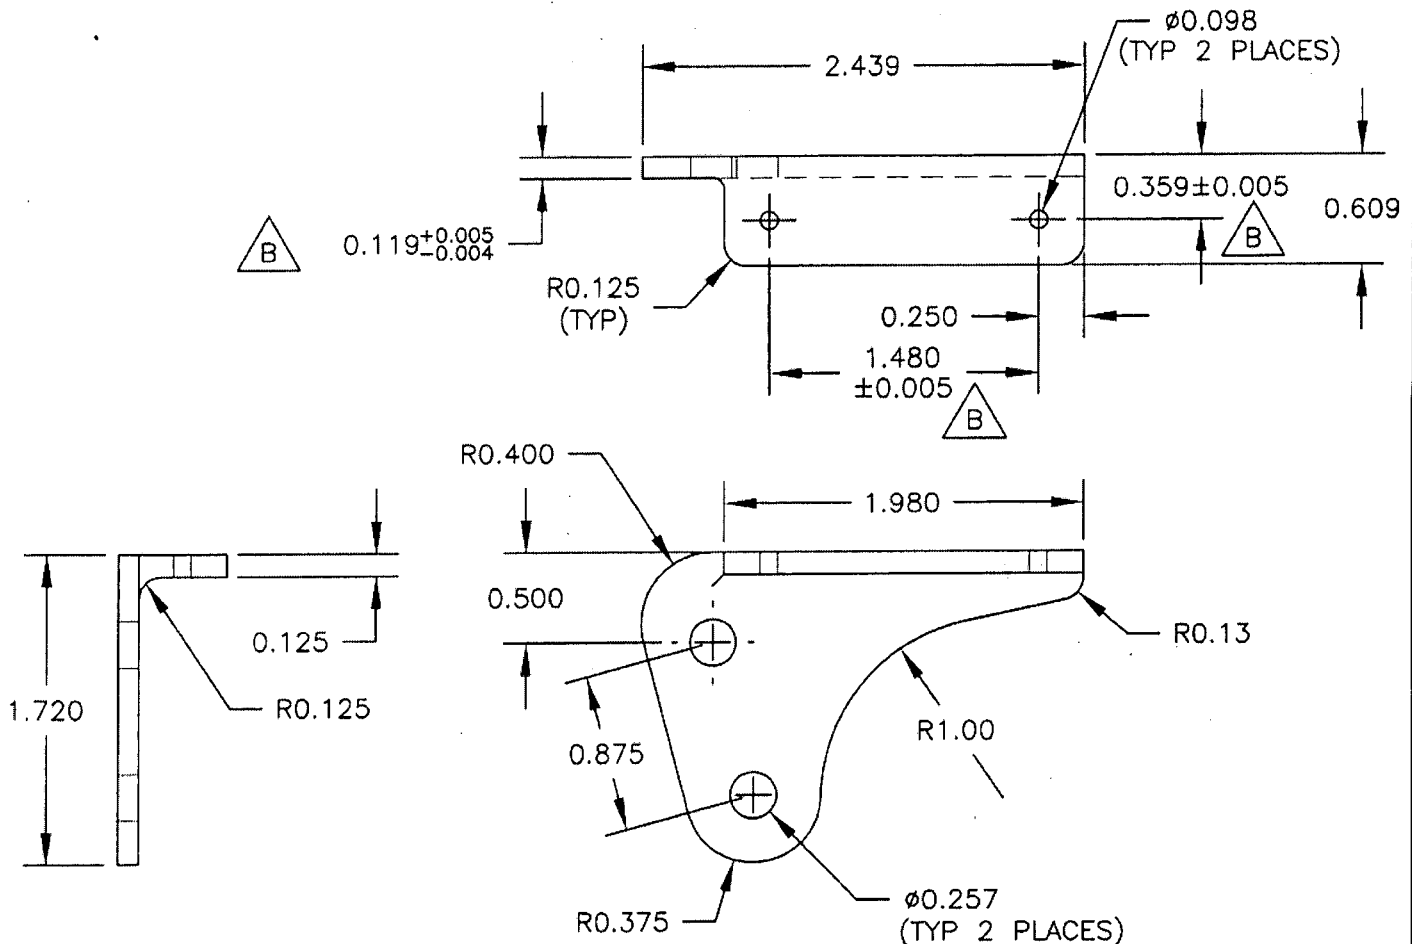 ø0.098
(TYP 2 PLACES)
2.439
0.359±0.005
0.609
B
0.119+0.005
-0.004
B
R0.125
(TYP)
0.250
1.480
±0.005
B
R0.400
1.980
0.500
0.125
R0.13
1.720
R0.125
R1.00
0.875
ø0.257
(TYP 2 PLACES)
R0.375